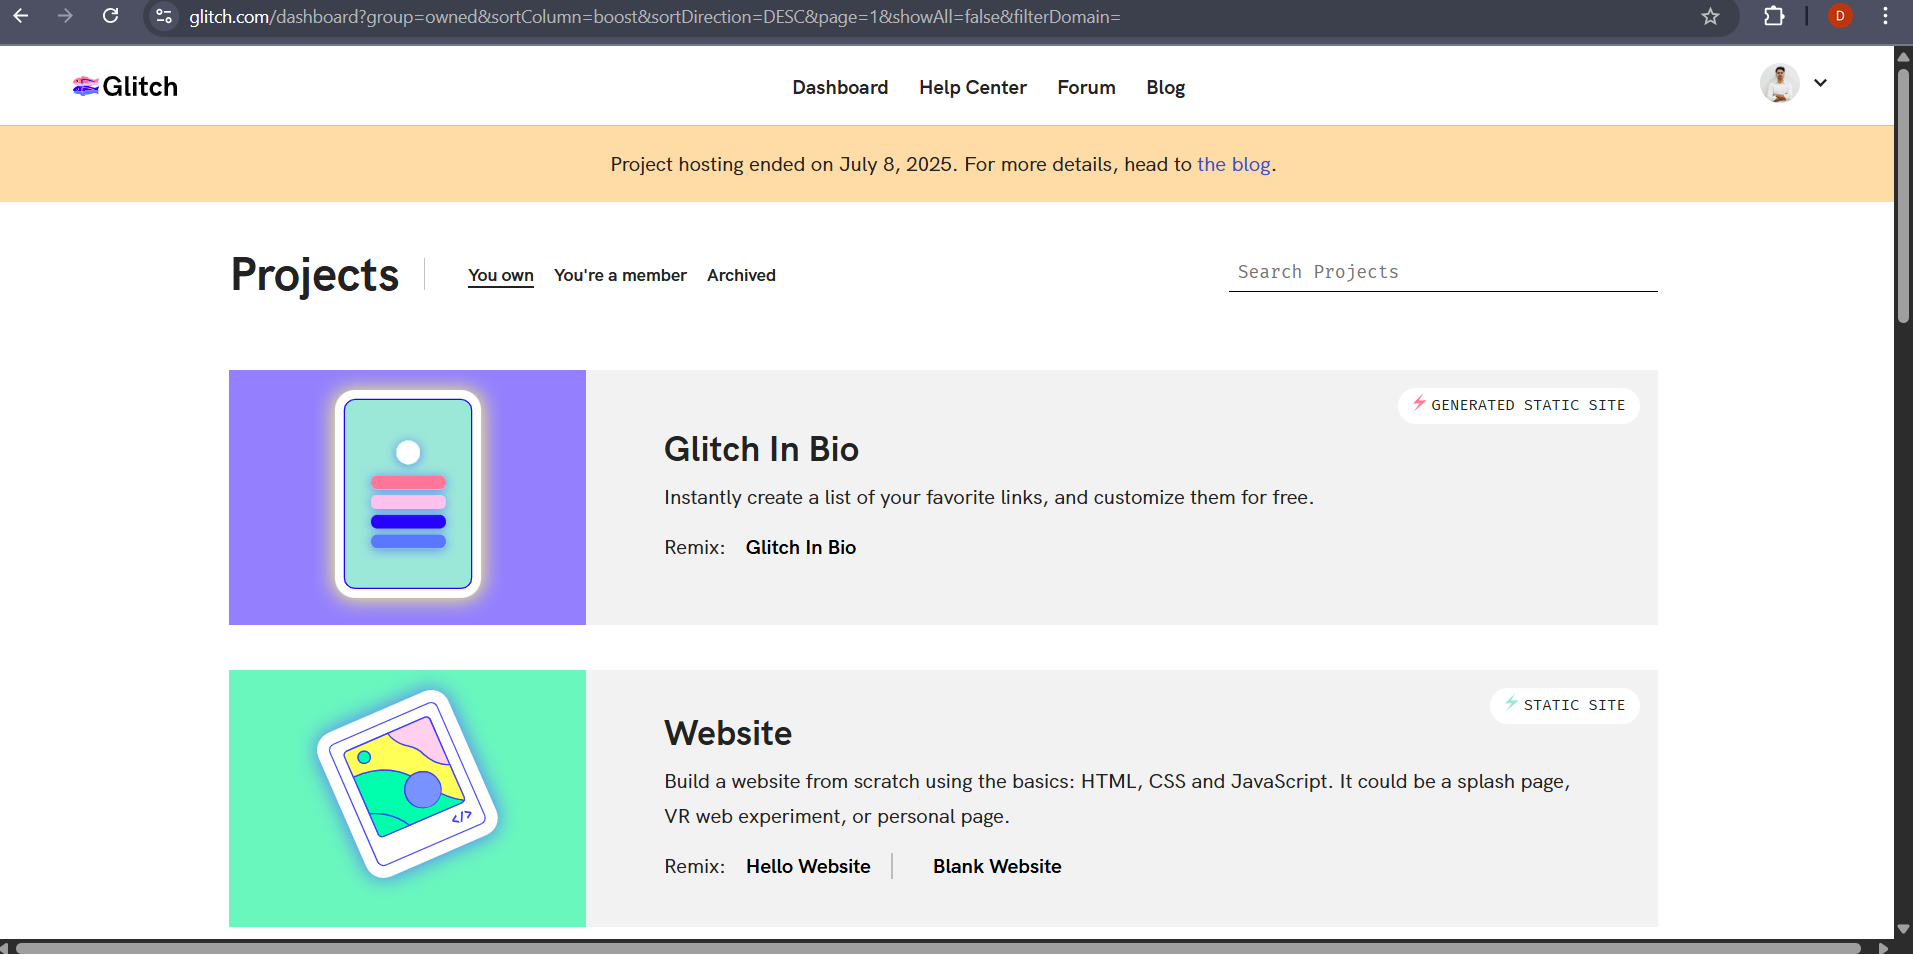 glitch.com/dashboard?group=owned&sortColumn=boost&sortDirection=DESC&page=1&showAll=false&filterDomain=
D
Glitch
Dashboard Help Center Forum Blog
Project hosting ended on July 8, 2025. For more details, head to the blog.
Projects You own You're a member Archived Search Projects
GENERATED STATIC SITE
Glitch In Bio
Instantly create a list of your favorite links, and customize them for free.
Remix: Glitch In Bio
STATIC SITE
Website
Build a website from scratch using the basics: HTML, CSS and JavaScript. It could be a splash page,
VR web experiment, or personal page.
</>
Remix: Hello Website Blank Website